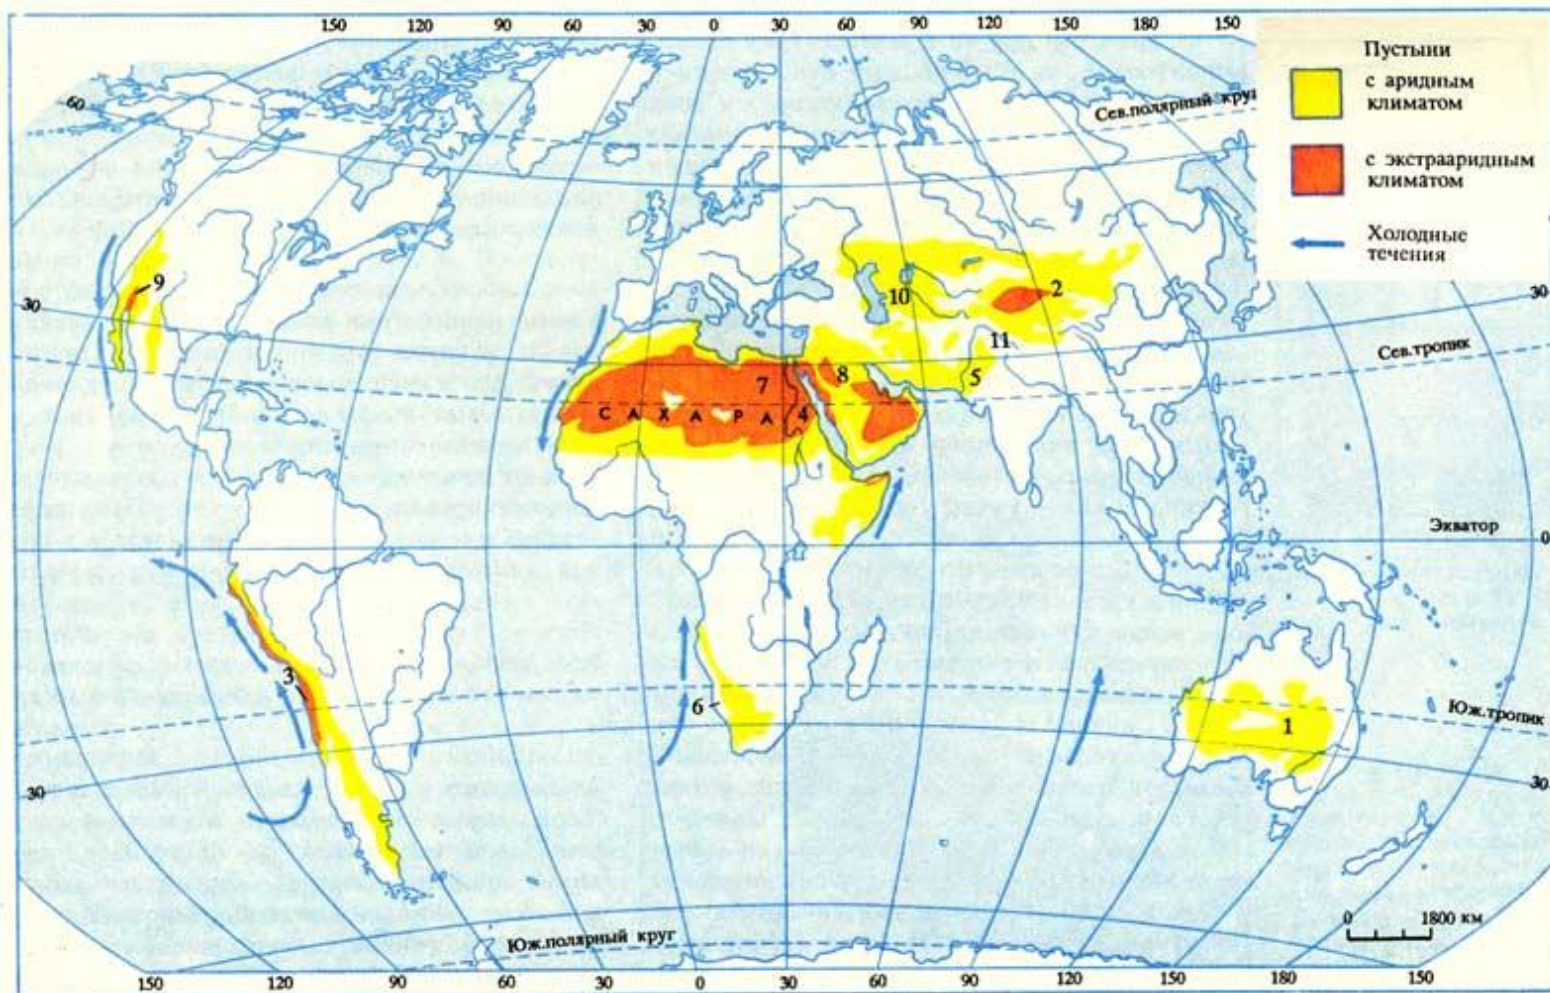 150 120 90 60 30 0 30 60 90 120 150 180 150
Пустыни
с аридным
климатом
с экстрааридным
климатом
Холодные
течения
60
Сев.полярный круг
9
30
10
2
30
11
Сев.тропик
7
8
5
САХАРА
4
Экватор
0
3
6
1
Юж.тропик
30
30
0 1800 км
Юж.полярный круг
150 120 90 60 30 0 30 60 90 120 150 150